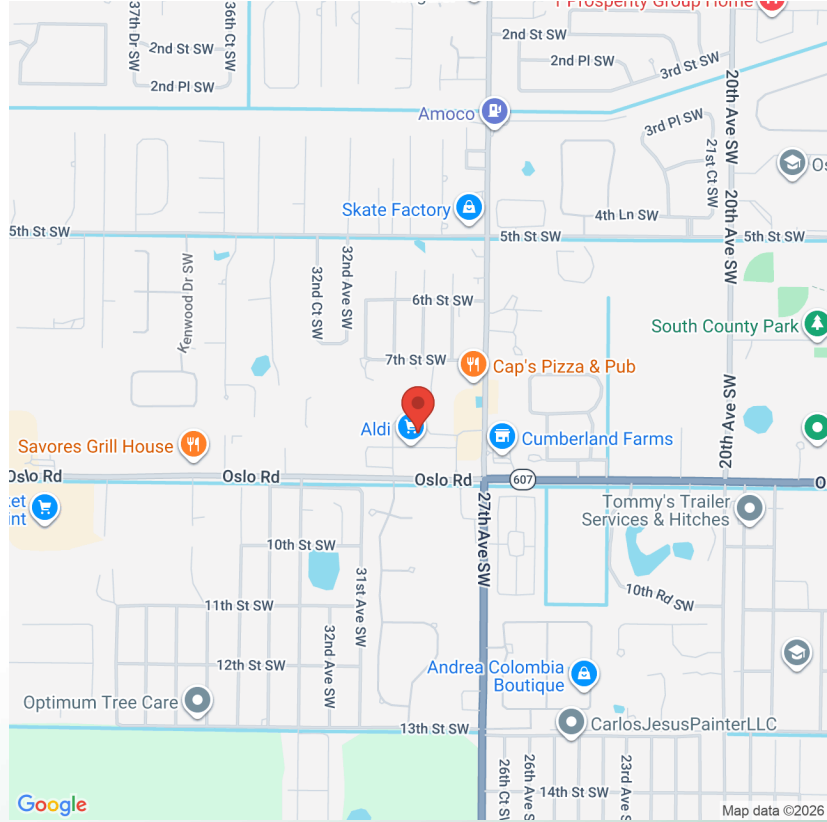 1 Prosperity Group Home
37th Dr SW
36th Ct SW
2nd St SW
2nd Pl SW
2nd St SW
2nd Pl SW
3rd St SW
20th Ave SW
Amoco
3rd Pl SW
21st Ct SW
Os
Skate Factory
4th Ln SW
20th Ave SW
5th St SW
5th St SW
5th St SW
Kenwood Dr SW
32nd Ct SW
32nd Ave SW
6th St SW
South County Park
7th St SW
Cap's Pizza & Pub
20th Ave SW
Aldi
Savores Grill House
Cumberland Farms
Oslo Rd
Oslo Rd
Oslo Rd
607
O
ket
int
27th Ave SW
Tommy's Trailer
Services & Hitches
10th St SW
31st Ave SW
10th Rd SW
11th St SW
32nd Ave SW
12th St SW
Andrea Colombia
Boutique
Optimum Tree Care
13th St SW
CarlosJesusPainterLLC
26th Ct SW
26th Ave SW
23rd Ave S
14th St SW
Google
Map data ©2026